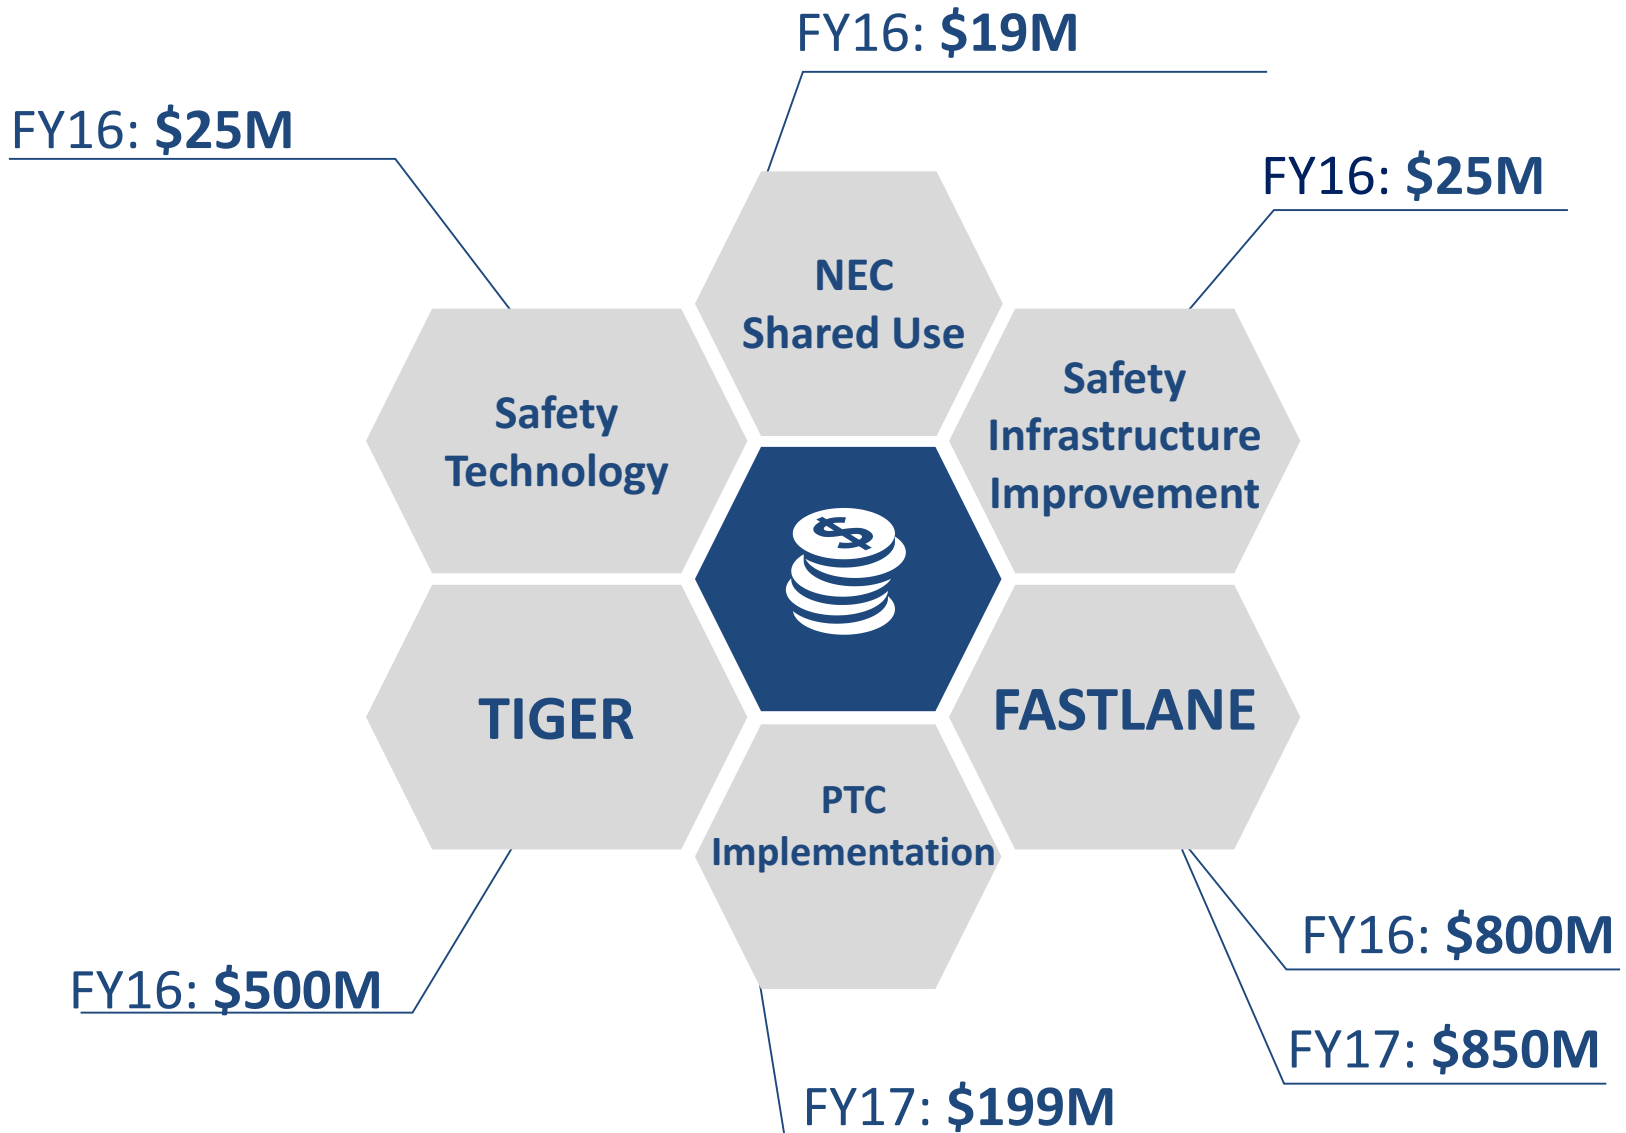 FY16: $19M
FY16: $25M
FY16: $25M
NEC
Shared Use
Safety
Technology
Safety
Infrastructure
Improvement
$
TIGER
FASTLANE
PTC
Implementation
FY16: $500M
FY16: $800M
FY17: $850M
FY17: $199M